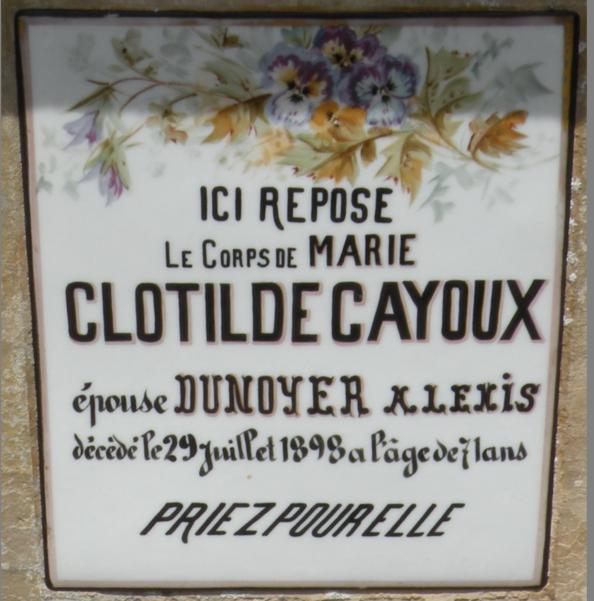 ICI REPOSE
LE CORPS DE MARIE
CLOTILDE CAYOUX
épouse DUNOYER ALEXIS
décédé le 29 juillet 1898 a l'âge de 71 ans
PRIEZ POUR ELLE